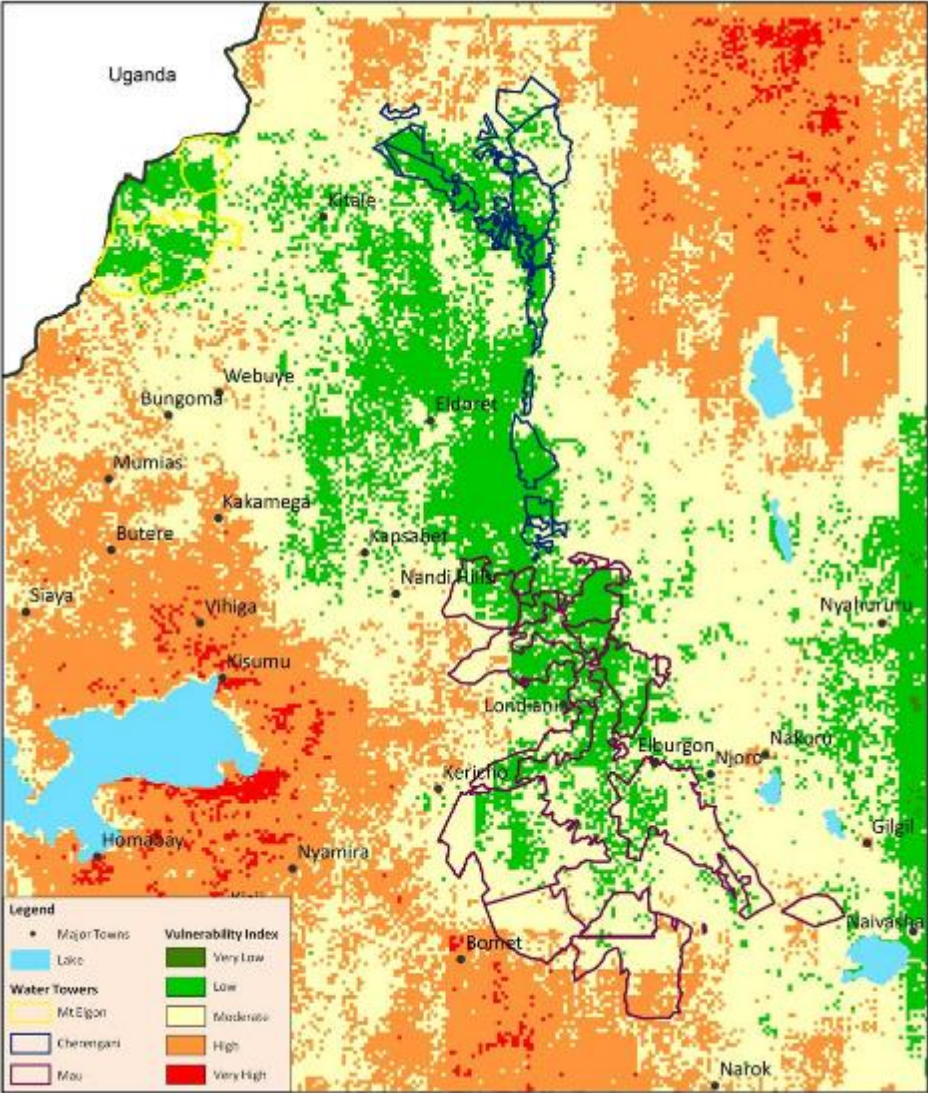 Uganda
Kitale
Webuye
Bungoma
Eldoret
Mumias
Kakamega
Butere
Kapsabet
Nandi Hills
Siaya
Vihiga
Nyahururu
Kisumu
Londiani
Elburgon
Nakuru
Njoro
Kericho
Gilgil
Homabay
Nyamira
Naivasha
Bomet
Narok
Legend
Major Towns
Lake
Water Towers
Mt Elgon
Cherengani
Mau
Vulnerability Index
Very Low
Low
Moderate
High
Very High